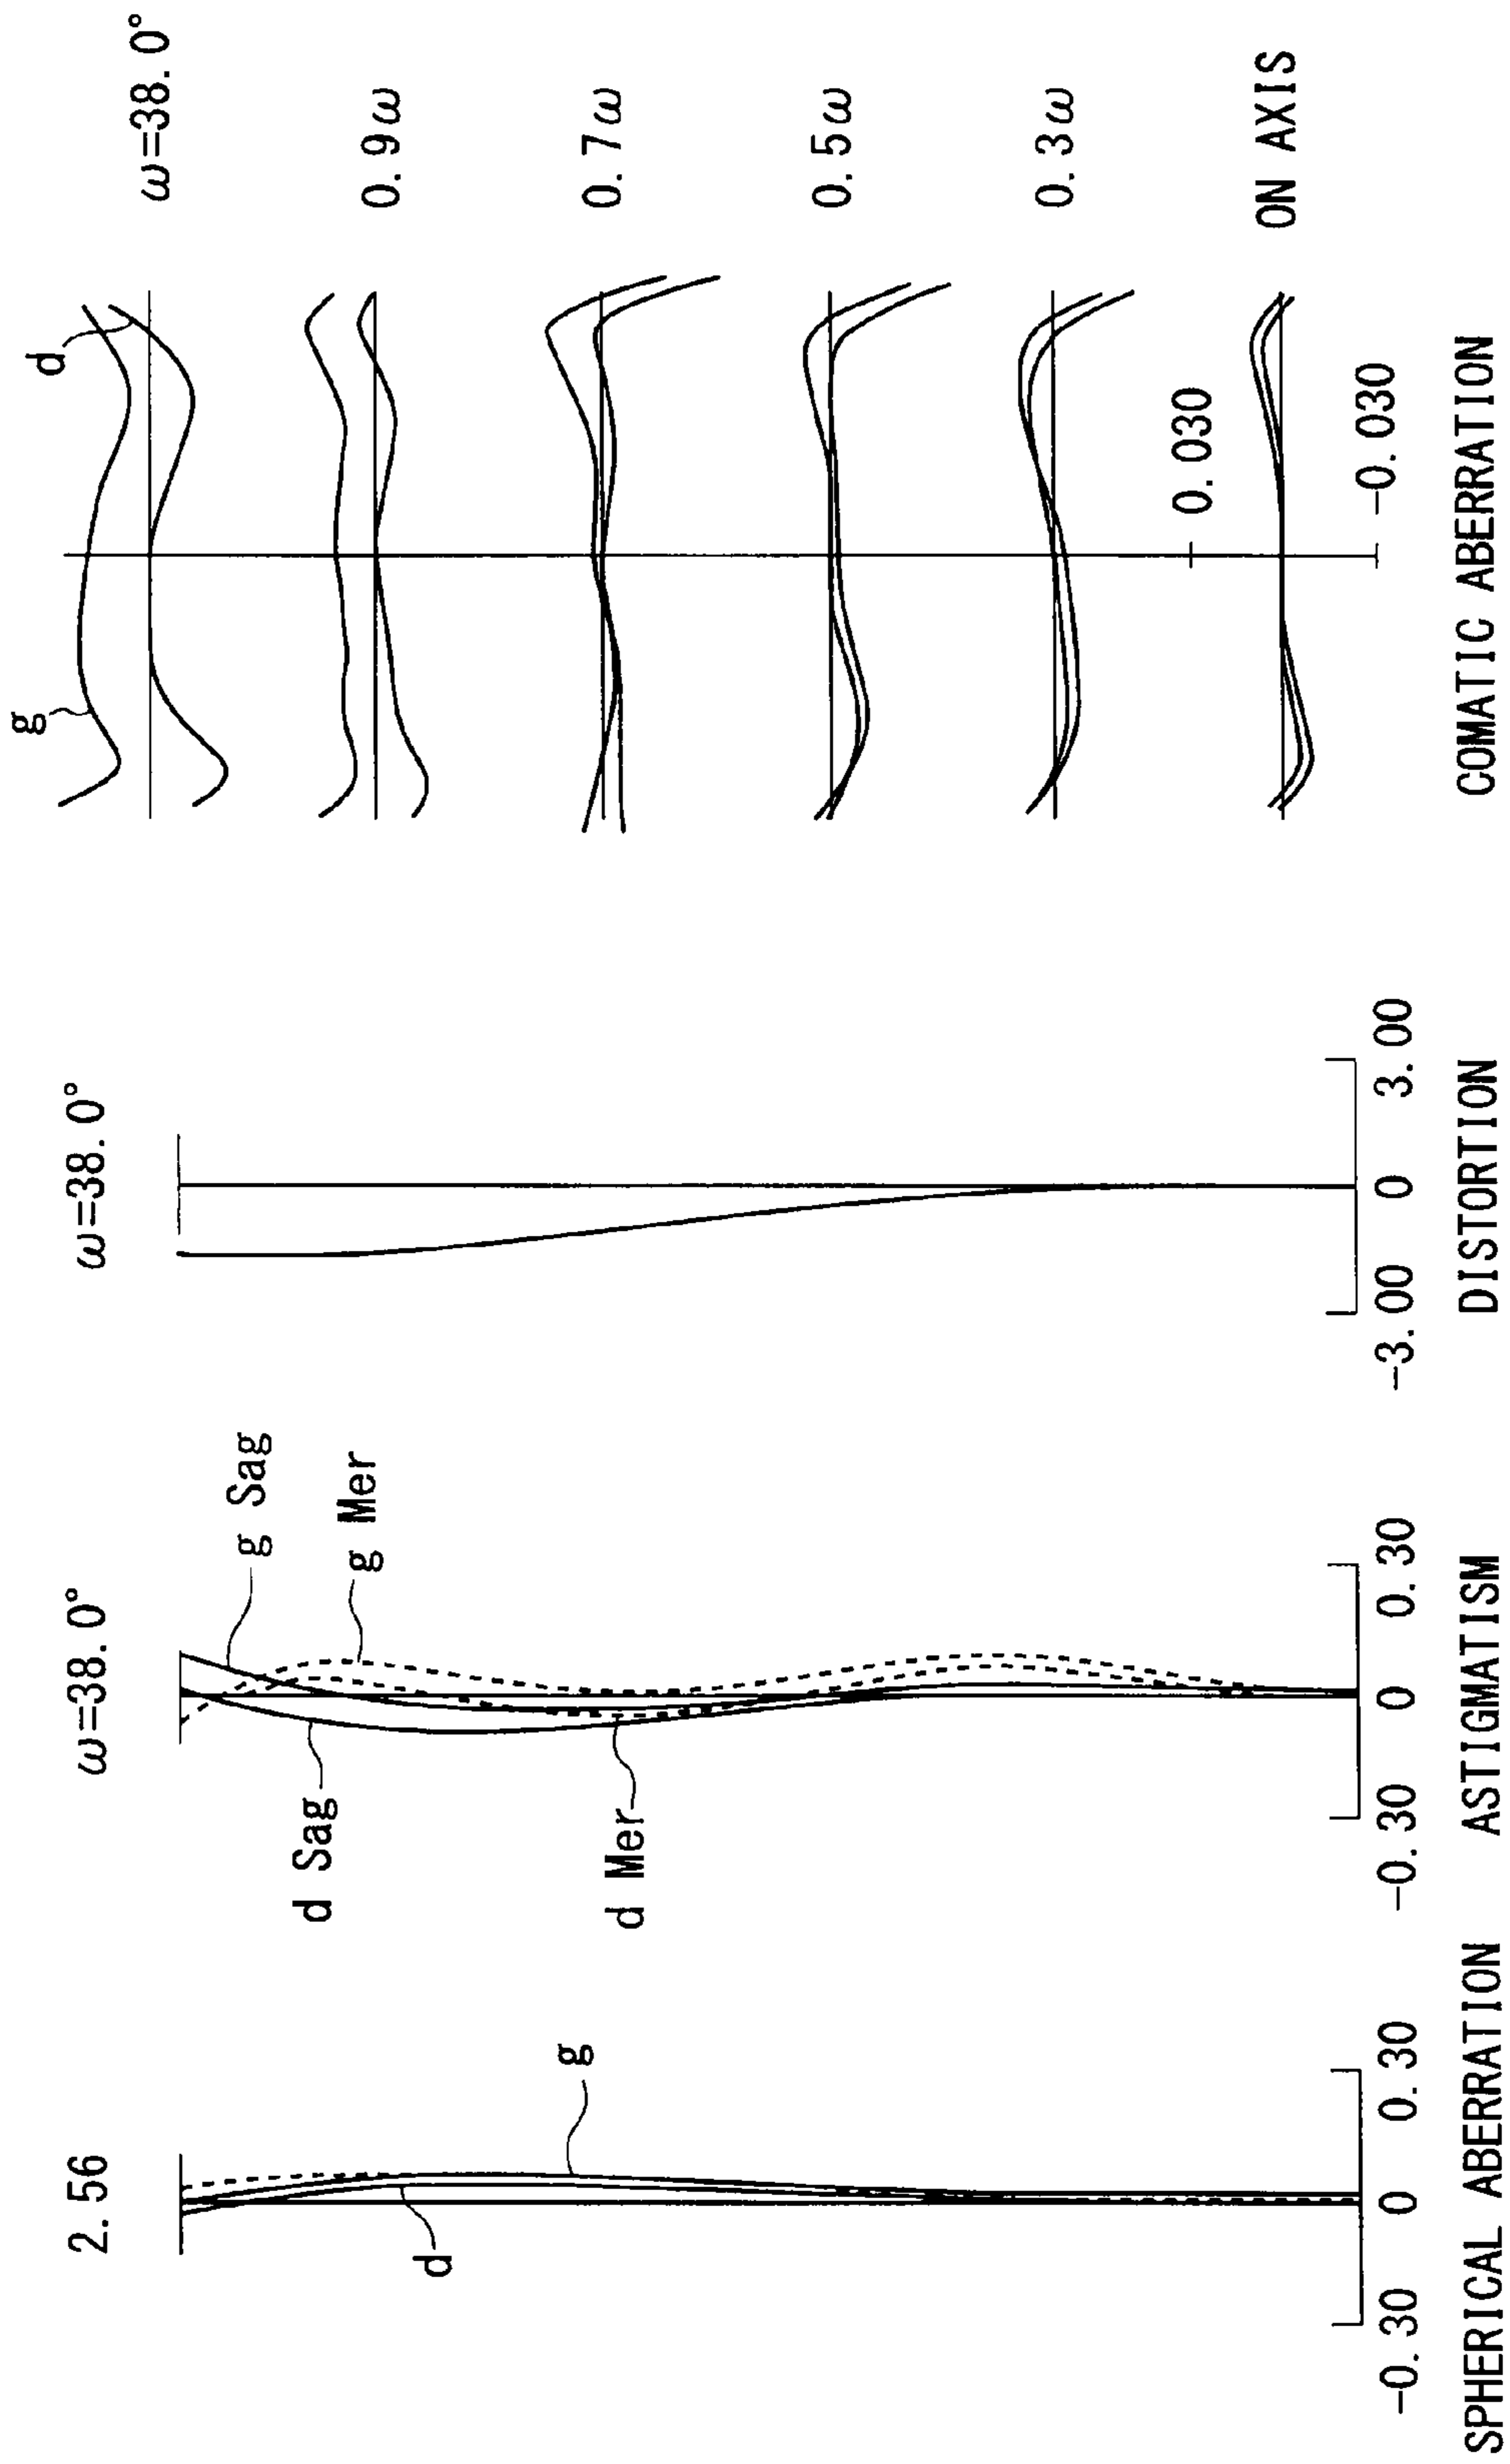 2. 56
g
d
-0. 30
0
0. 30
SPHERICAL ABERRATION
ω=38. 0°
g Sag
g Mer
d Sag
d Mer
-0. 30
0
0. 30
ASTIGMATISM
ω=38. 0°
-3. 00
0
3. 00
DISTORTION
g
d
ω=38. 0°
0. 9ω
0. 7ω
0. 5ω
0. 3ω
0. 030
ON AXIS
-0. 030
COMATIC ABERRATION